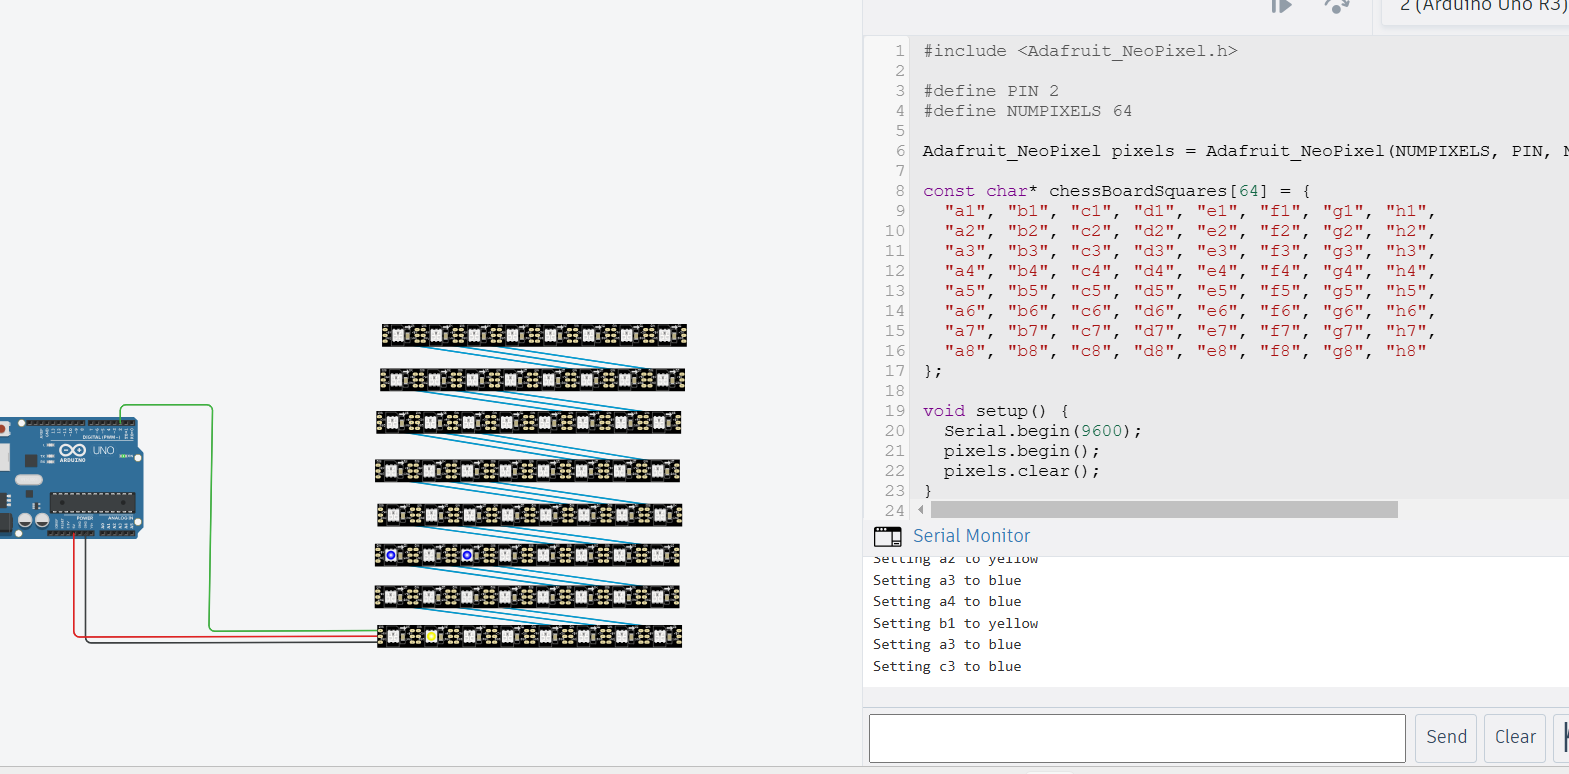 2 (Arduino Uno R3)
1 #include <Adafruit_NeoPixel.h>
2
3 #define PIN 2
4 #define NUMPIXELS 64
5
6 Adafruit_NeoPixel pixels = Adafruit_NeoPixel(NUMPIXELS, PIN, N
7
8 const char* chessBoardSquares[64] = {
9 "a1", "b1", "c1", "d1", "e1", "f1", "g1", "h1",
10 "a2", "b2", "c2", "d2", "e2", "f2", "g2", "h2",
11 "a3", "b3", "c3", "d3", "e3", "f3", "g3", "h3",
12 "a4", "b4", "c4", "d4", "e4", "f4", "g4", "h4",
13 "a5", "b5", "c5", "d5", "e5", "f5", "g5", "h5",
14 "a6", "b6", "c6", "d6", "e6", "f6", "g6", "h6",
15 "a7", "b7", "c7", "d7", "e7", "f7", "g7", "h7",
16 "a8", "b8", "c8", "d8", "e8", "f8", "g8", "h8"
17 };
18
19 void setup() {
20 Serial.begin(9600);
21 pixels.begin();
22 pixels.clear();
23 }
24
DIGITAL (PWM~)
UNO
ARDUINO
POWER
ANALOG IN
Serial Monitor
Setting a2 to yellow
Setting a3 to blue
Setting a4 to blue
Setting b1 to yellow
Setting a3 to blue
Setting c3 to blue
Send
Clear